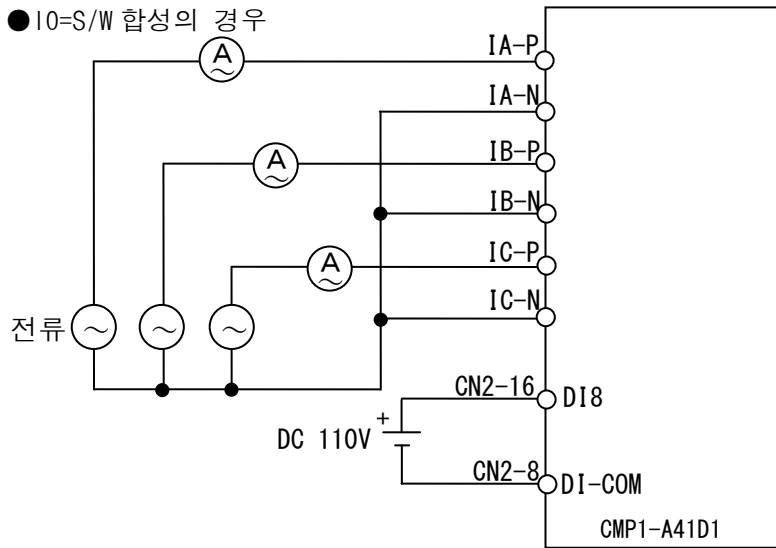 ●I0=S/W 합성의 경우
A
IA-P
IA-N
A
IB-P
IB-N
A
IC-P
IC-N
전류
CN2-16
DI8
+
DC 110V
CN2-8
DI-COM
CMP1-A41D1